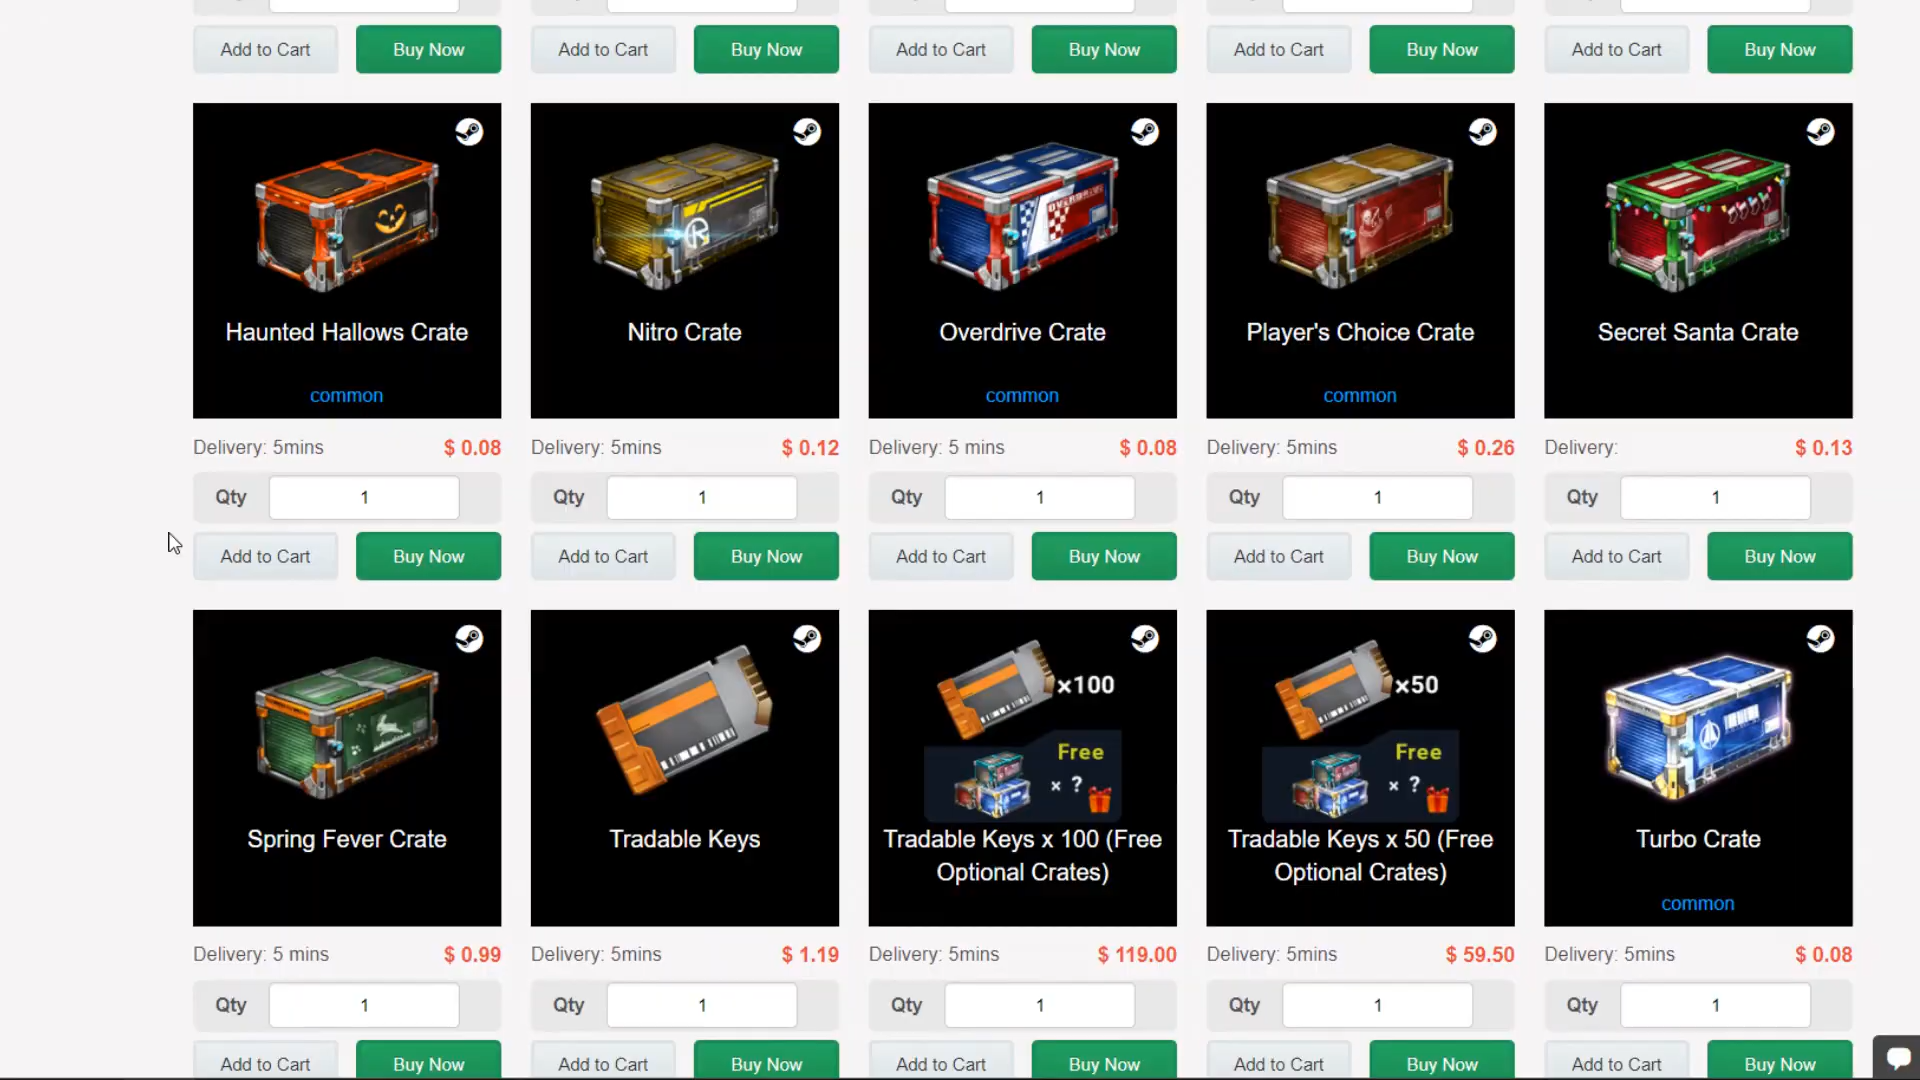 Qty Qty Qty Qty Qty
Add to Cart Buy Now Add to Cart Buy Now Add to Cart Buy Now Add to Cart Buy Now Add to Cart Buy Now
OVERDRIVE
Haunted Hallows Crate Nitro Crate Overdrive Crate Player's Choice Crate Secret Santa Crate
common common common
Delivery: 5mins $ 0.08 Delivery: 5mins $ 0.12 Delivery: 5 mins $ 0.08 Delivery: 5mins $ 0.26 Delivery: $ 0.13
Qty 1 Qty 1 Qty 1 Qty 1 Qty 1
Add to Cart Buy Now Add to Cart Buy Now Add to Cart Buy Now Add to Cart Buy Now Add to Cart Buy Now
×100 ×50
Free Free
× ? × ?
Spring Fever Crate Tradable Keys Tradable Keys x 100 (Free Tradable Keys x 50 (Free Turbo Crate
Optional Crates) Optional Crates)
common
Delivery: 5 mins $ 0.99 Delivery: 5mins $ 1.19 Delivery: 5mins $ 119.00 Delivery: 5mins $ 59.50 Delivery: 5mins $ 0.08
Qty 1 Qty 1 Qty 1 Qty 1 Qty 1
Add to Cart Buy Now Add to Cart Buy Now Add to Cart Buy Now Add to Cart Buy Now Add to Cart Buy Now